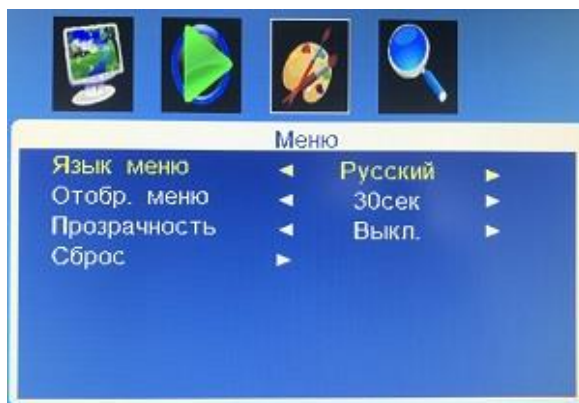 Меню
Язык меню ◄ Русский ►
Отобр. меню ◄ 30сек ►
Прозрачность ◄ Выкл. ►
Сброс ►